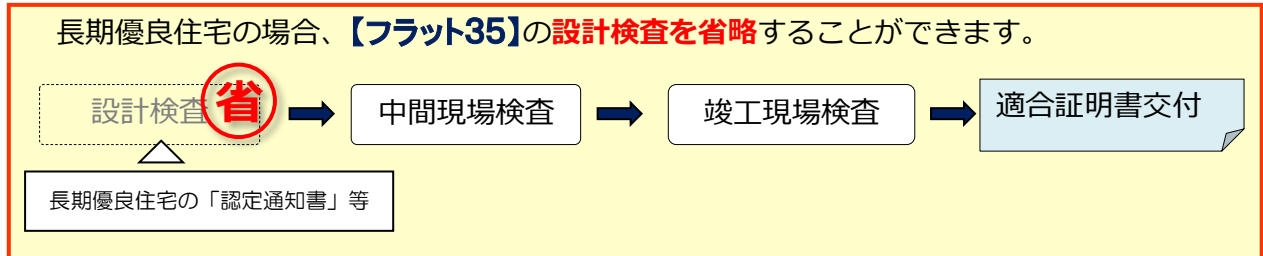 長期優良住宅の場合、【フラット35】の設計検査を省略することができます。
設計検査 省 中間現場検査 竣工現場検査 適合証明書交付
長期優良住宅の「認定通知書」等